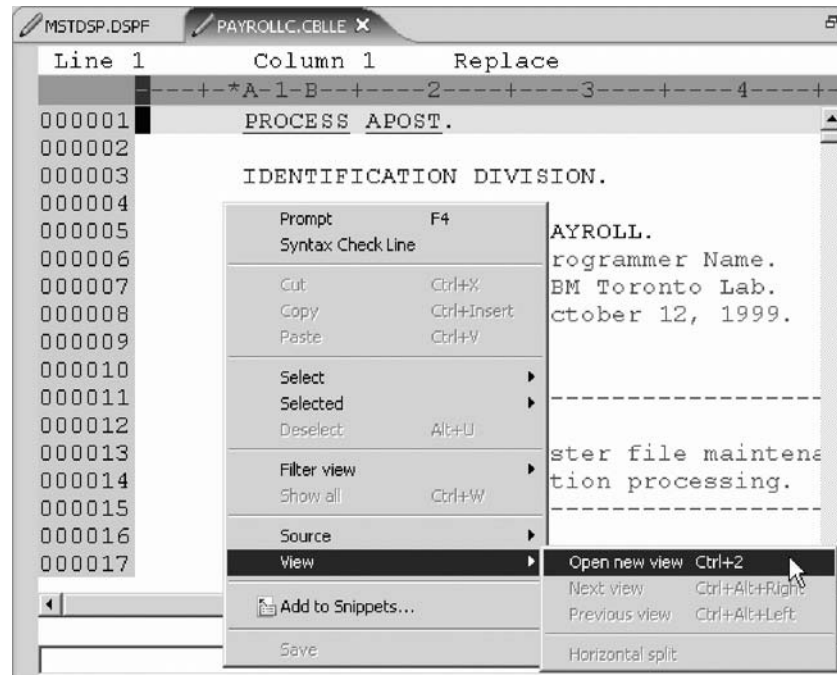 MSTDSP.DSPF PAYROLLC.CBLLE
Line 1 Column 1 Replace
----+-*A-1-B--+----2----+----3----+----4----+-
000001 PROCESS APOST.
000002
000003 IDENTIFICATION DIVISION.
000004
000005 AYROLL.
000006 rogrammer Name.
000007 BM Toronto Lab.
000008 ctober 12, 1999.
000009
000010
000011 -------------------
000012
000013 ster file maintena
000014 tion processing.
000015 -------------------
000016
000017
Prompt F4
Syntax Check Line
Cut Ctrl+X
Copy Ctrl+Insert
Paste Ctrl+V
Select
Selected
Deselect Alt+U
Filter view
Show all Ctrl+W
Source
View
Add to Snippets...
Save
Open new view Ctrl+2
Next view Ctrl+Alt+Right
Previous view Ctrl+Alt+Left
Horizontal split